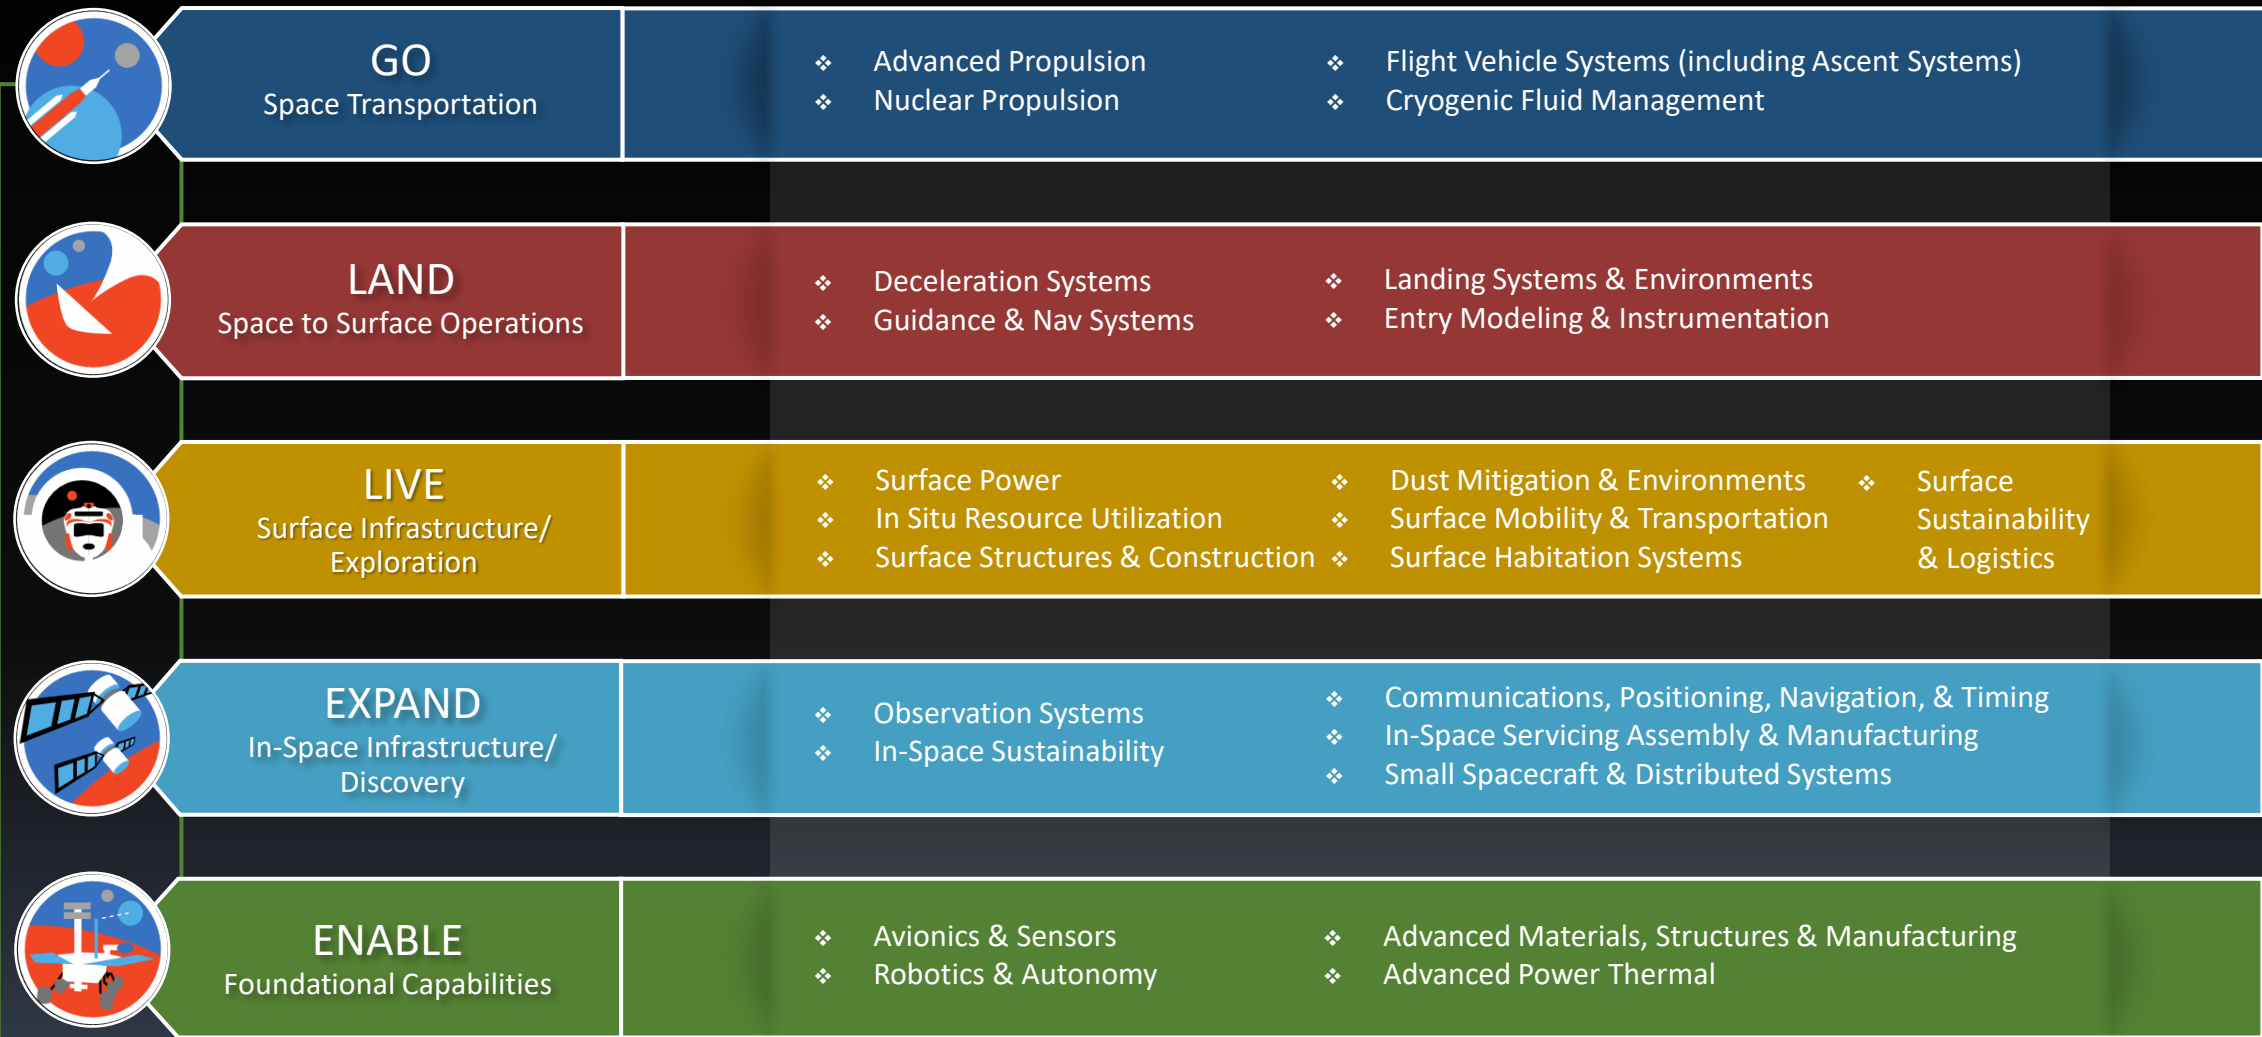 GO
Space Transportation
❖ Advanced Propulsion
❖ Nuclear Propulsion
❖ Flight Vehicle Systems (including Ascent Systems)
❖ Cryogenic Fluid Management
LAND
Space to Surface Operations
❖ Deceleration Systems
❖ Guidance & Nav Systems
❖ Landing Systems & Environments
❖ Entry Modeling & Instrumentation
LIVE
Surface Infrastructure/
Exploration
❖ Surface Power
❖ In Situ Resource Utilization
❖ Surface Structures & Construction
❖ Dust Mitigation & Environments
❖ Surface Mobility & Transportation
❖ Surface Habitation Systems
❖ Surface
Sustainability
& Logistics
EXPAND
In-Space Infrastructure/
Discovery
❖ Observation Systems
❖ In-Space Sustainability
❖ Communications, Positioning, Navigation, & Timing
❖ In-Space Servicing Assembly & Manufacturing
❖ Small Spacecraft & Distributed Systems
ENABLE
Foundational Capabilities
❖ Avionics & Sensors
❖ Robotics & Autonomy
❖ Advanced Materials, Structures & Manufacturing
❖ Advanced Power Thermal